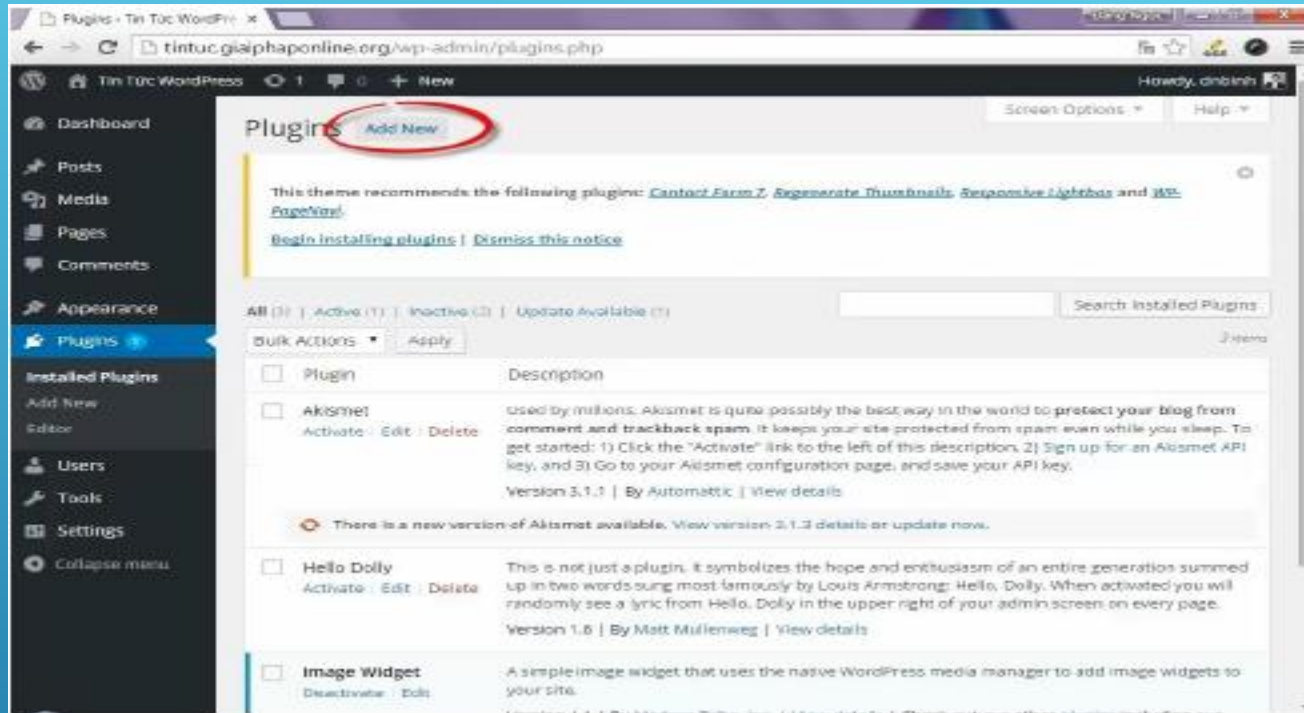 Plugins ‹ Tin Tức WordPre
tintuc.giaiphaponline.org/wp-admin/plugins.php
Tin Tức WordPress 1 0 + New
Howdy, dnbinh
Screen Options Help
Dashboard
Posts
Media
Pages
Comments
Appearance
Plugins 1
Installed Plugins
Add New
Editor
Users
Tools
Settings
Collapse menu
Plugins Add New
This theme recommends the following plugins: Contact Form 7, Regenerate Thumbnails, Responsive Lightbox and WP-
PageNavi.
Begin installing plugins | Dismiss this notice
All (3) | Active (1) | Inactive (2) | Update Available (1)
Search Installed Plugins
Bulk Actions Apply
3 items
Plugin Description
Akismet
Activate | Edit | Delete
Used by millions, Akismet is quite possibly the best way in the world to protect your blog from
comment and trackback spam. It keeps your site protected from spam even while you sleep. To
get started: 1) Click the "Activate" link to the left of this description, 2) Sign up for an Akismet API
key, and 3) Go to your Akismet configuration page, and save your API key.
Version 3.1.1 | By Automattic | View details
There is a new version of Akismet available. View version 3.1.3 details or update now.
Hello Dolly
Activate | Edit | Delete
This is not just a plugin, it symbolizes the hope and enthusiasm of an entire generation summed
up in two words sung most famously by Louis Armstrong: Hello, Dolly. When activated you will
randomly see a lyric from Hello, Dolly in the upper right of your admin screen on every page.
Version 1.6 | By Matt Mullenweg | View details
Image Widget
Deactivate | Edit
A simple image widget that uses the native WordPress media manager to add image widgets to
your site.